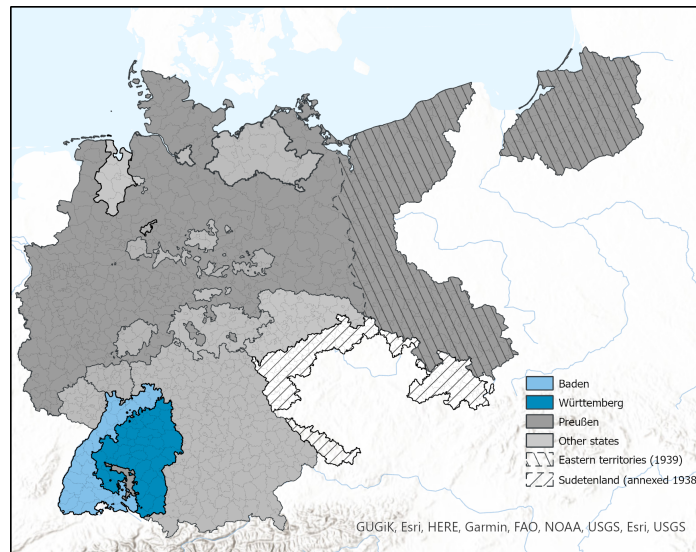 Baden
Württemberg
Preußen
Other states
Eastern territories (1939)
Sudetenland (annexed 1938
GUGiK, Esri, HERE, Garmin, FAO, NOAA, USGS, Esri, USGS